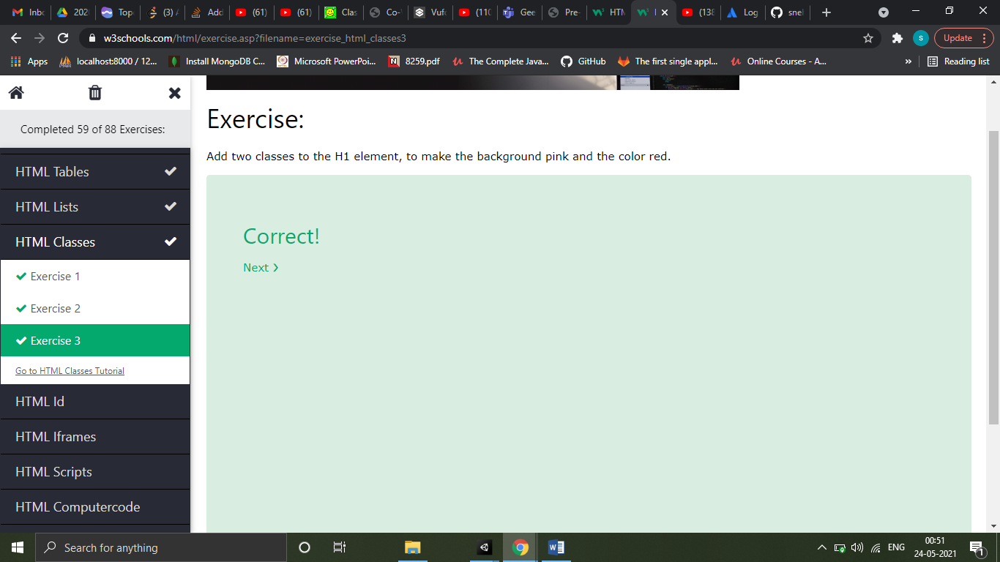 Inbo
2020
Top
(3) A
Add
(61)
(61)
Clas
Co-
Vufo
(110
Gee
Pre-
HTM
(138
Log
snel
w3schools.com/html/exercise.asp?filename=exercise_html_classes3
S
Update
Apps
localhost:8000 / 12...
Install MongoDB C...
Microsoft PowerPoi...
8259.pdf
The Complete Java...
GitHub
The first single appl...
Online Courses - A...
»
Reading list
Completed 59 of 88 Exercises:
HTML Tables
HTML Lists
HTML Classes
Exercise 1
Exercise 2
Exercise 3
Go to HTML Classes Tutorial
HTML Id
HTML Iframes
HTML Scripts
HTML Computercode
Exercise:
Add two classes to the H1 element, to make the background pink and the color red.
Correct!
Next ❯
Search for anything
ENG
00:51
24-05-2021
1